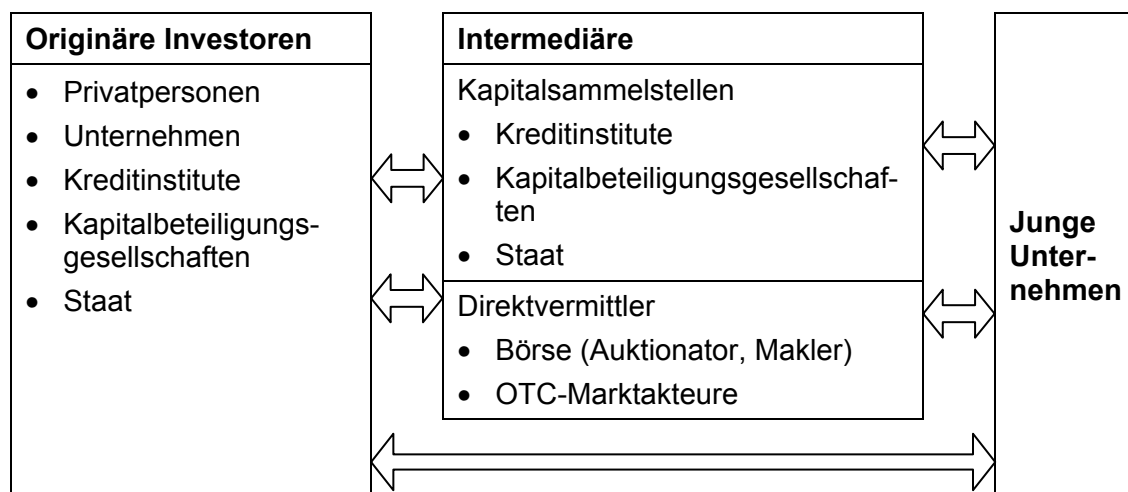 Originäre Investoren
• Privatpersonen
• Unternehmen
• Kreditinstitute
• Kapitalbeteiligungs-
gesellschaften
• Staat
Intermediäre
Kapitalsammelstellen
• Kreditinstitute
• Kapitalbeteiligungsgesellschaf-
ten
• Staat
Direktvermittler
• Börse (Auktionator, Makler)
• OTC-Marktakteure
Junge
Unter-
nehmen